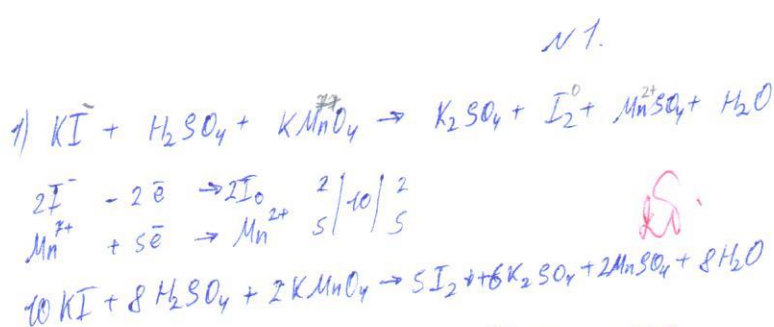 N 1.
1) KI⁻ + H₂SO₄ + KMn⁷⁺O₄ → K₂SO₄ + I₂⁰ + Mn²⁺SO₄ + H₂O
2I⁻ - 2ē → 2I₀ 2 | 10 | 2
Mn⁷⁺ + 5ē → Mn²⁺ 5 | | 5
10KI + 8H₂SO₄ + 2KMnO₄ → 5I₂ + 6K₂SO₄ + 2MnSO₄ + 8H₂O